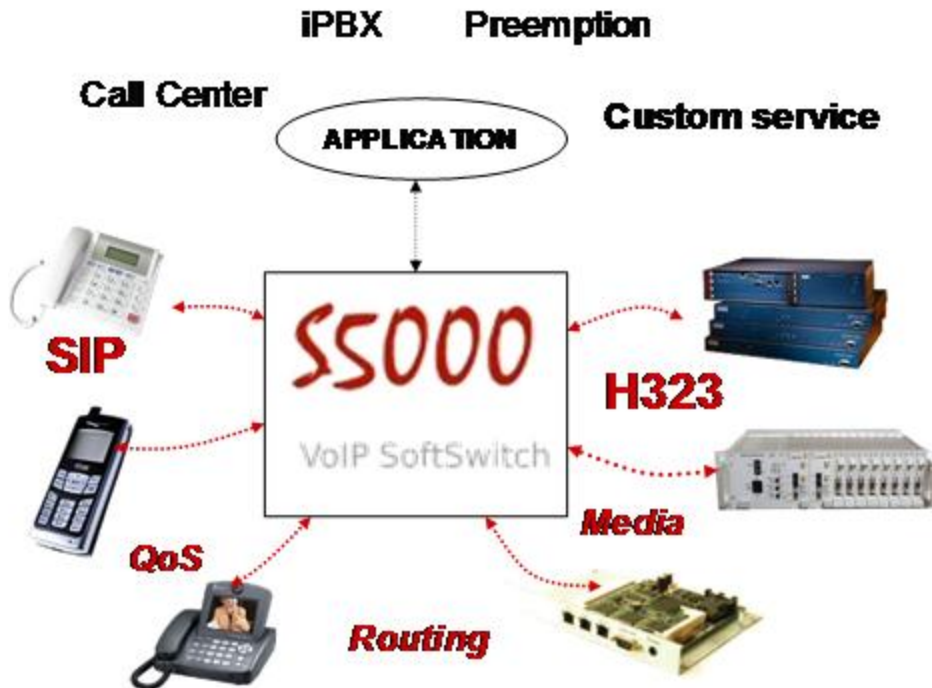 iPBX Preemption
Call Center
Custom service
APPLICATION
SIP
S5000
H323
VoIP SoftSwitch
Media
QoS
Routing